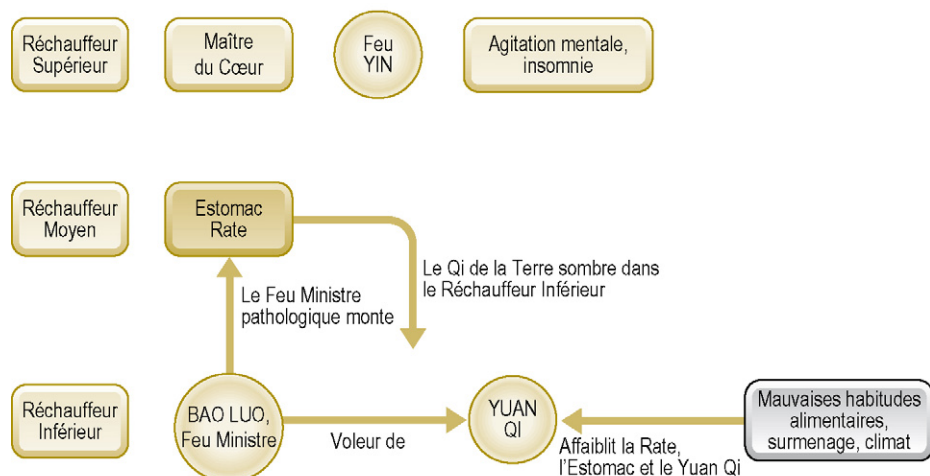 Réchauffeur
Supérieur
Maître
du Cœur
Feu
YIN
Agitation mentale,
insomnie
Réchauffeur
Moyen
Estomac
Rate
Le Feu Ministre
pathologique monte
Le Qi de la Terre sombre dans
le Réchauffeur Inférieur
Réchauffeur
Inférieur
BAO LUO,
Feu Ministre
Voleur de
YUAN
QI
Affaiblit la Rate,
l'Estomac et le Yuan Qi
Mauvaises habitudes
alimentaires,
surmenage, climat